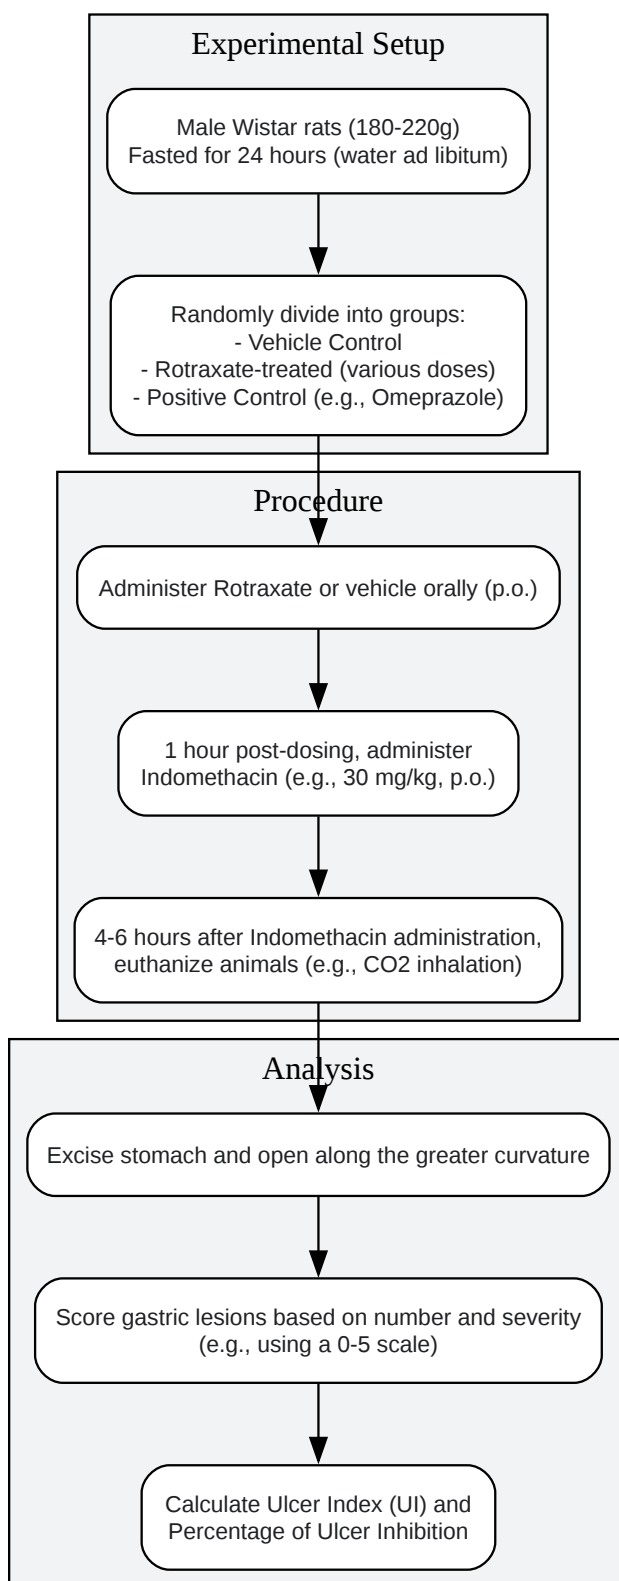 Experimental Setup
Male Wistar rats (180-220g)
Fasted for 24 hours (water ad libitum)
Randomly divide into groups:
- Vehicle Control
- Rotraxate-treated (various doses)
- Positive Control (e.g., Omeprazole)
Procedure
Administer Rotraxate or vehicle orally (p.o.)
1 hour post-dosing, administer
Indomethacin (e.g., 30 mg/kg, p.o.)
4-6 hours after Indomethacin administration,
euthanize animals (e.g., CO2 inhalation)
Analysis
Excise stomach and open along the greater curvature
Score gastric lesions based on number and severity
(e.g., using a 0-5 scale)
Calculate Ulcer Index (UI) and
Percentage of Ulcer Inhibition